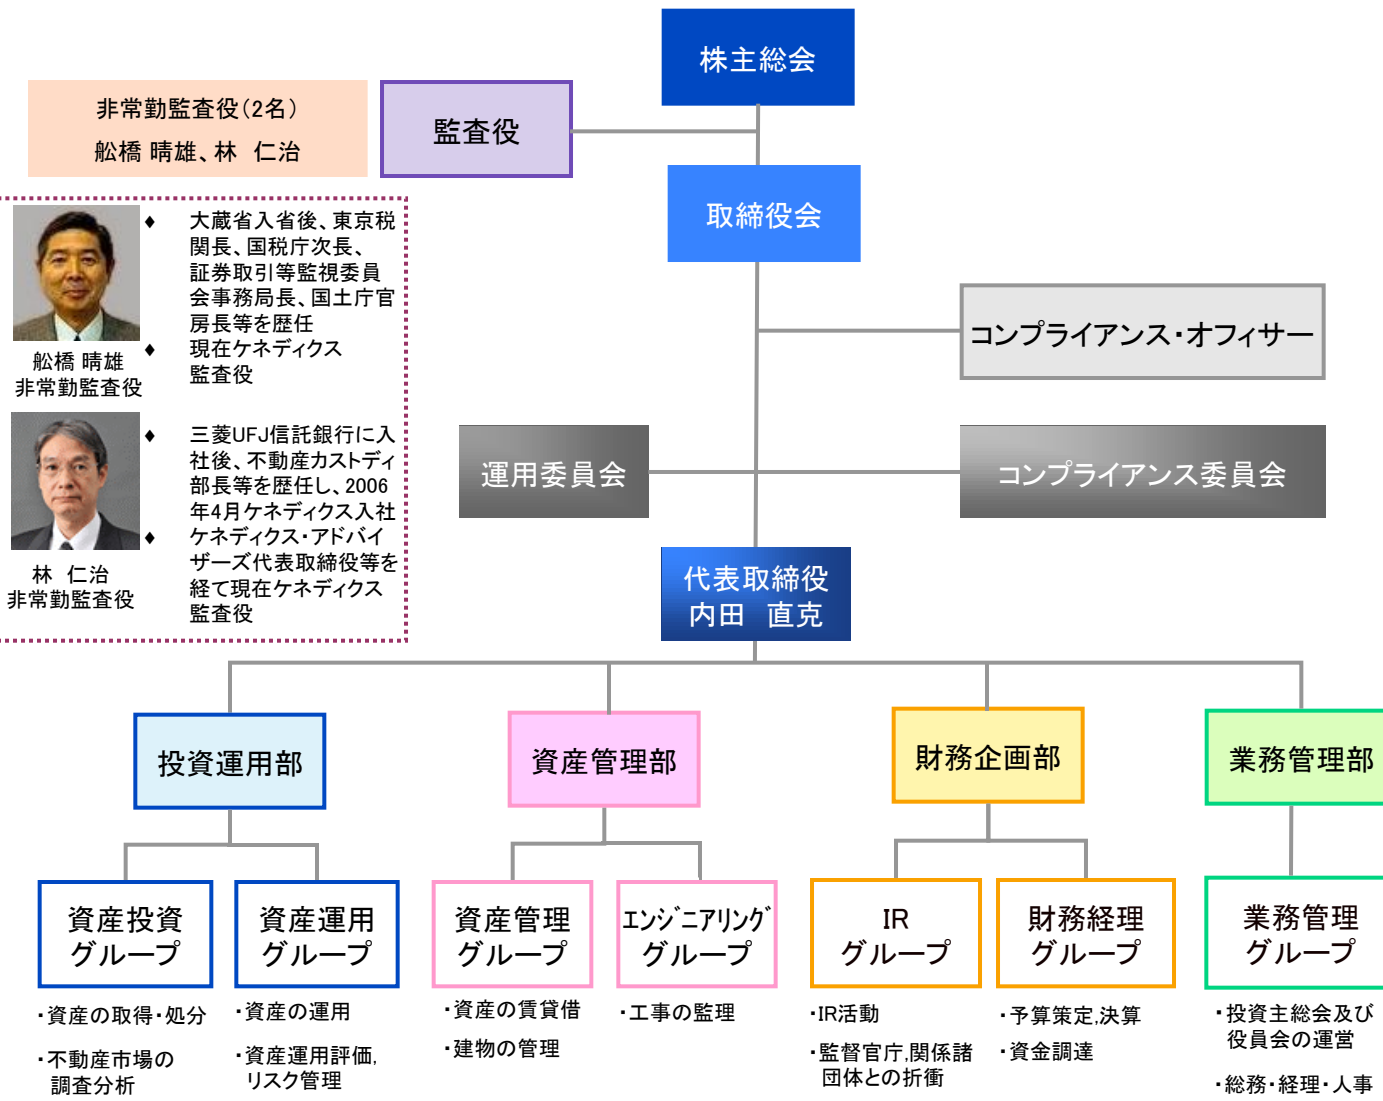 株主総会
非常勤監査役(2名)
舩橋 晴雄、林 仁治
監査役
取締役会
♦ 大蔵省入省後、東京税
関長、国税庁次長、
証券取引等監視委員
会事務局長、国土庁官
房長等を歴任
♦ 現在ケネディクス
監査役
舩橋 晴雄
非常勤監査役
♦ 三菱UFJ信託銀行に入
社後、不動産カストディ
部長等を歴任し、2006
年4月ケネディクス入社
♦ ケネディクス・アドバイ
ザーズ代表取締役等を
経て現在ケネディクス
監査役
林 仁治
非常勤監査役
コンプライアンス・オフィサー
運用委員会
コンプライアンス委員会
代表取締役
内田 直克
投資運用部
資産管理部
財務企画部
業務管理部
資産投資
グループ
・資産の取得・処分
・不動産市場の
調査分析
資産運用
グループ
・資産の運用
・資産運用評価,
リスク管理
資産管理
グループ
・資産の賃貸借
・建物の管理
エンジニアリング
グループ
・工事の監理
IR
グループ
・IR活動
・監督官庁,関係諸
団体との折衝
財務経理
グループ
・予算策定,決算
・資金調達
業務管理
グループ
・投資主総会及び
役員会の運営
・総務・経理・人事